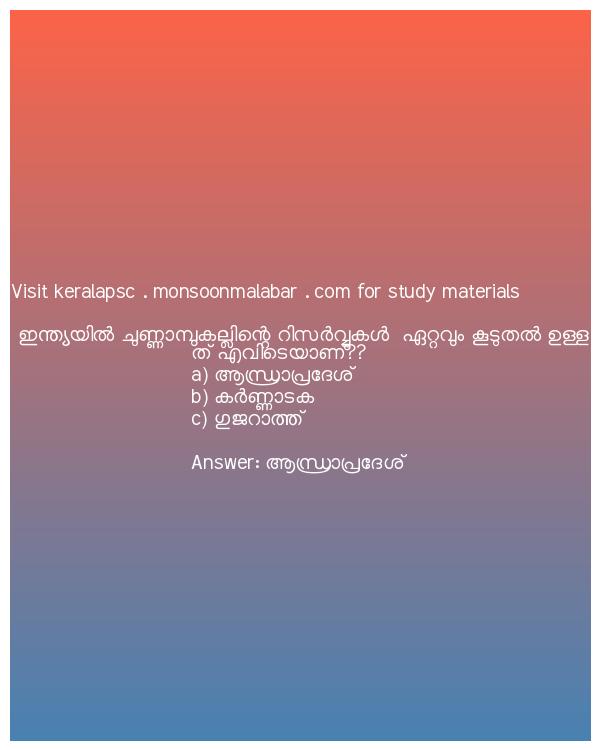 Visit keralapsc . monsoonmalabar . com for study materials
ഇന്ത്യയിൽ ചുണ്ണാമ്പുകല്ലിന്റെ റിസർവ്വുകൾ ഏറ്റവും കൂടുതൽ ഉള്ള
ത് എവിടെയാണ്??
a) ആന്ധ്രാപ്രദേശ്
b) കർണ്ണാടക
c) ഗുജറാത്ത്
Answer: ആന്ധ്രാപ്രദേശ്